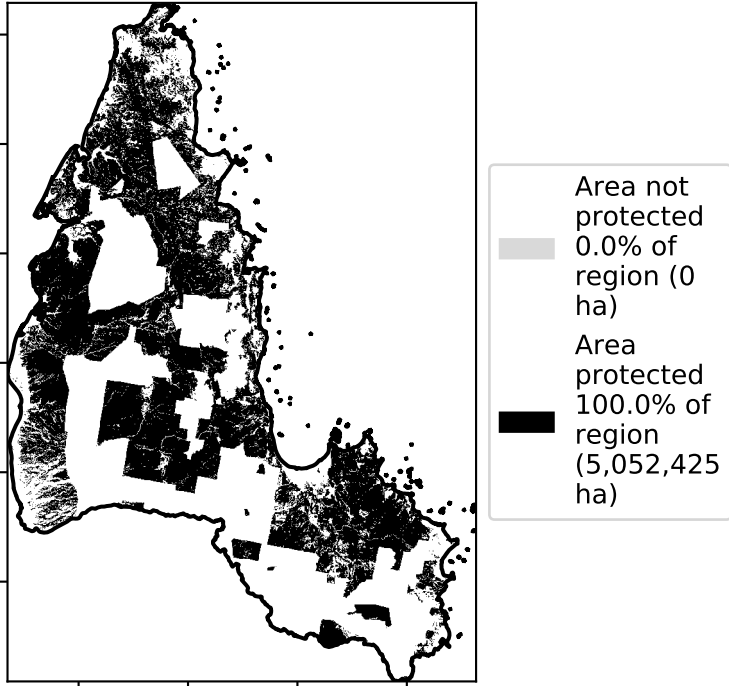 Area not
protected
0.0% of
region (0
ha)
Area
protected
100.0% of
region
(5,052,425
ha)